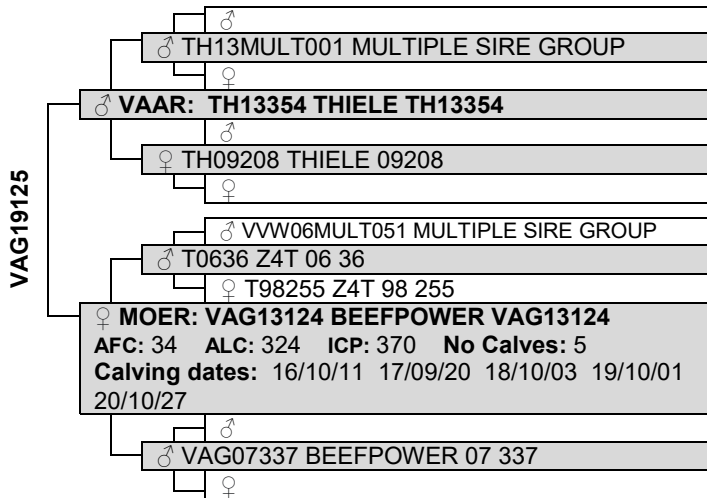 ♂
♂ TH13MULT001 MULTIPLE SIRE GROUP
♀
♂ VAAR: TH13354 THIELE TH13354
♂
♀ TH09208 THIELE 09208
♀
VAG19125
♂ VVW06MULT051 MULTIPLE SIRE GROUP
♂ T0636 Z4T 06 36
♀ T98255 Z4T 98 255
♀ MOER: VAG13124 BEEFPOWER VAG13124
AFC: 34 ALC: 324 ICP: 370 No Calves: 5
Calving dates: 16/10/11 17/09/20 18/10/03 19/10/01
20/10/27
♂
♂ VAG07337 BEEFPOWER 07 337
♀